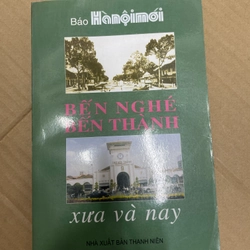 Báo Hànộimới
BẾN NGHÉ
BẾN THÀNH
xưa và nay
NHÀ XUẤT BẢN THANH NIÊN